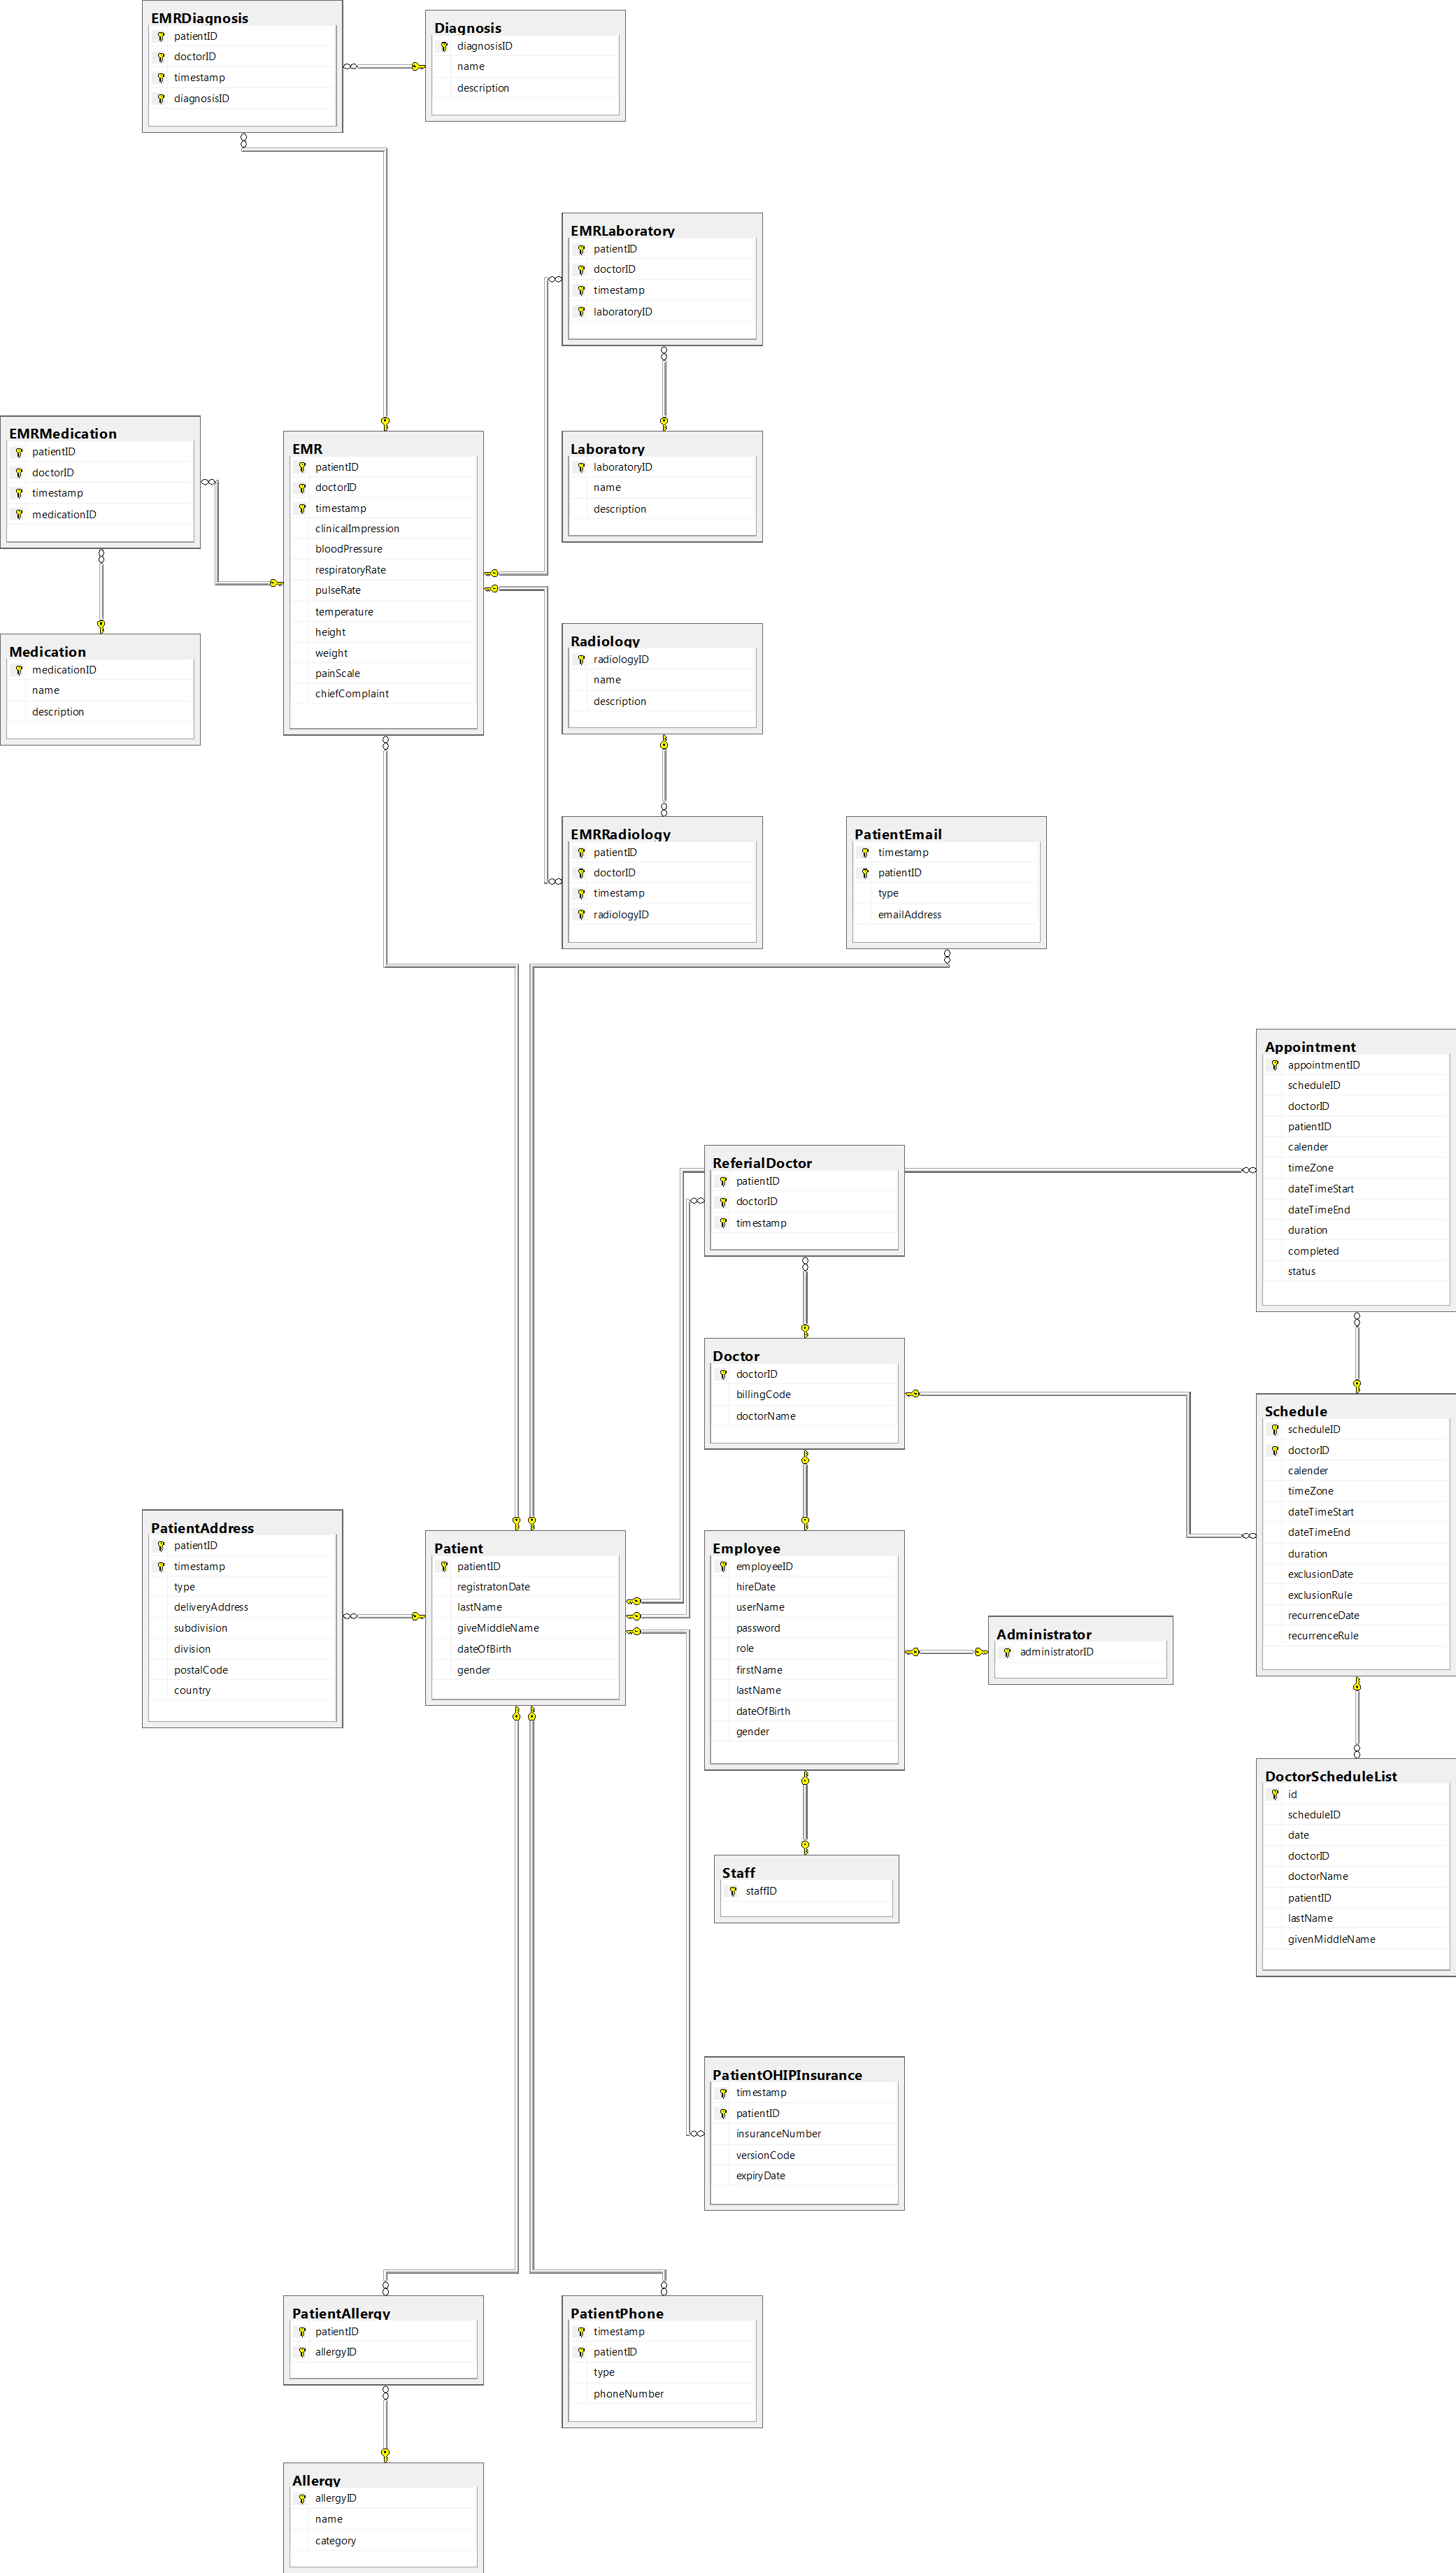 EMRDiagnosis
patientID
doctorID
timestamp
diagnosisID
Diagnosis
diagnosisID
name
description
EMRLaboratory
patientID
doctorID
timestamp
laboratoryID
EMRMedication
patientID
doctorID
timestamp
medicationID
EMR
patientID
doctorID
timestamp
clinicalImpression
bloodPressure
respiratoryRate
pulseRate
temperature
height
weight
painScale
chiefComplaint
Laboratory
laboratoryID
name
description
Medication
medicationID
name
description
Radiology
radiologyID
name
description
EMRRadiology
patientID
doctorID
timestamp
radiologyID
PatientEmail
timestamp
patientID
type
emailAddress
Appointment
appointmentID
scheduleID
doctorID
patientID
calender
timeZone
dateTimeStart
dateTimeEnd
duration
completed
status
ReferialDoctor
patientID
doctorID
timestamp
Doctor
doctorID
billingCode
doctorName
Schedule
scheduleID
doctorID
calender
timeZone
dateTimeStart
dateTimeEnd
duration
exclusionDate
exclusionRule
recurrenceDate
recurrenceRule
PatientAddress
patientID
timestamp
type
deliveryAddress
subdivision
division
postalCode
country
Patient
patientID
registratonDate
lastName
giveMiddleName
dateOfBirth
gender
Employee
employeeID
hireDate
userName
password
role
firstName
lastName
dateOfBirth
gender
Administrator
administratorID
DoctorScheduleList
id
scheduleID
date
doctorID
doctorName
patientID
lastName
givenMiddleName
Staff
staffID
PatientOHIPInsurance
timestamp
patientID
insuranceNumber
versionCode
expiryDate
PatientAllergy
patientID
allergyID
PatientPhone
timestamp
patientID
type
phoneNumber
Allergy
allergyID
name
category